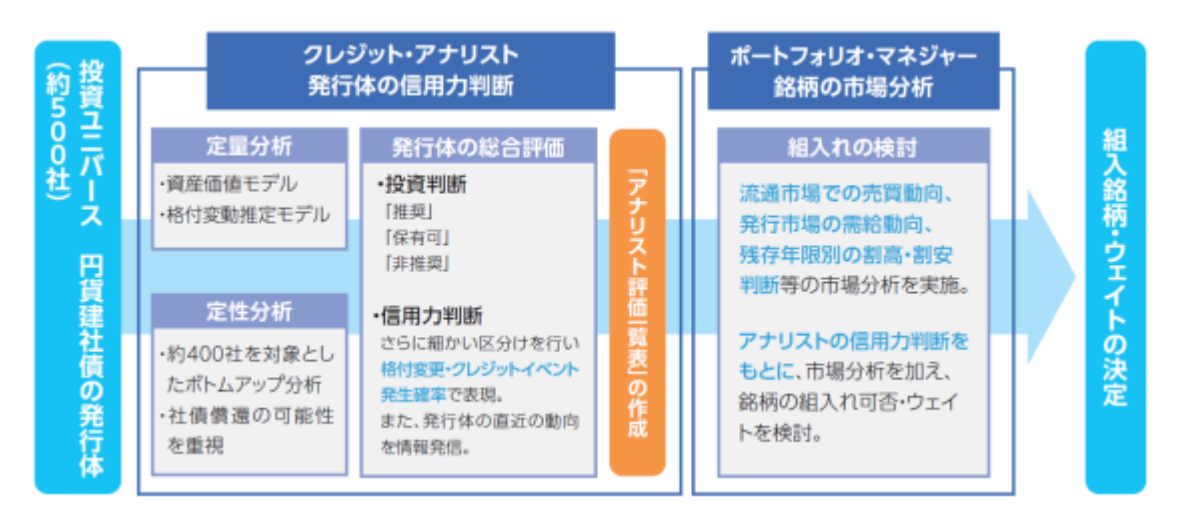 投資ユニバース 円貨建社債の発行体
（約500社）
クレジット・アナリスト
発行体の信用力判断
定量分析
・資産価値モデル
・格付変動推定モデル
定性分析
・約400社を対象とし
たボトムアップ分析
・社債償還の可能性
を重視
発行体の総合評価
・投資判断
「推奨」
「保有可」
「非推奨」
・信用力判断
さらに細かい区分けを行い
格付変更・クレジットイベント
発生確率で表現。
また、発行体の直近の動向
を情報発信。
「アナリスト評価一覧表」の作成
ポートフォリオ・マネジャー
銘柄の市場分析
組入れの検討
流通市場での売買動向、
発行市場の需給動向、
残存年限別の割高・割安
判断等の市場分析を実施。
アナリストの信用力判断を
もとに、市場分析を加え、
銘柄の組入れ可否・ウェイ
トを検討。
組入銘柄・ウェイトの決定